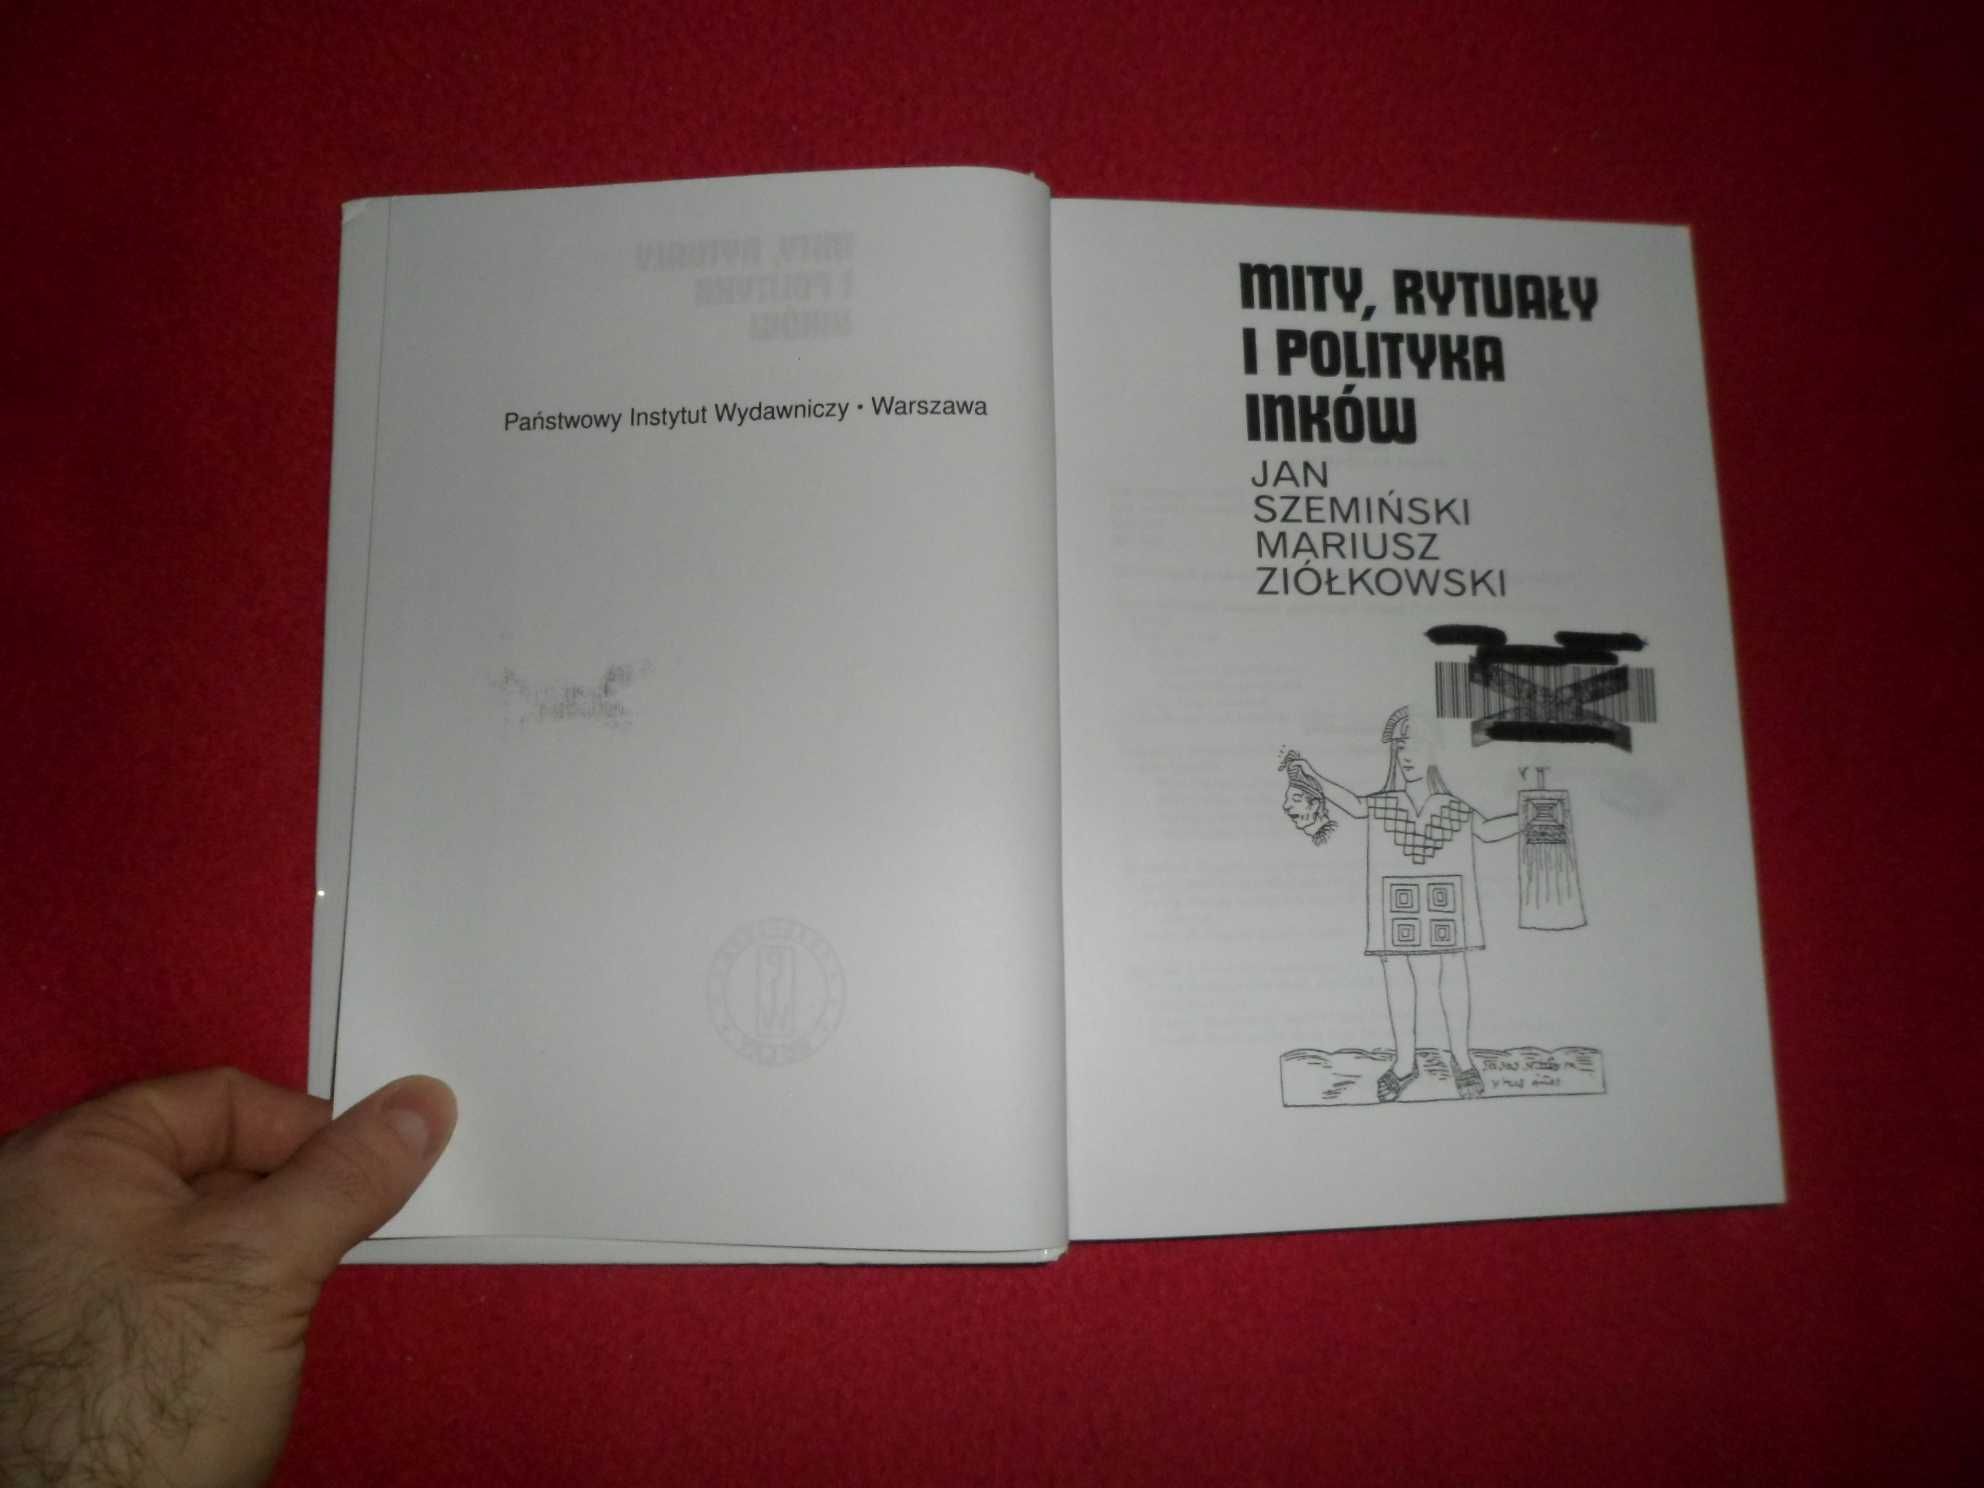 Państwowy Instytut Wydawniczy • Warszawa
MITY, RYTUAŁY
I POLITYKA
INKÓW
JAN
SZEMIŃSKI
MARIUSZ
ZIÓŁKOWSKI